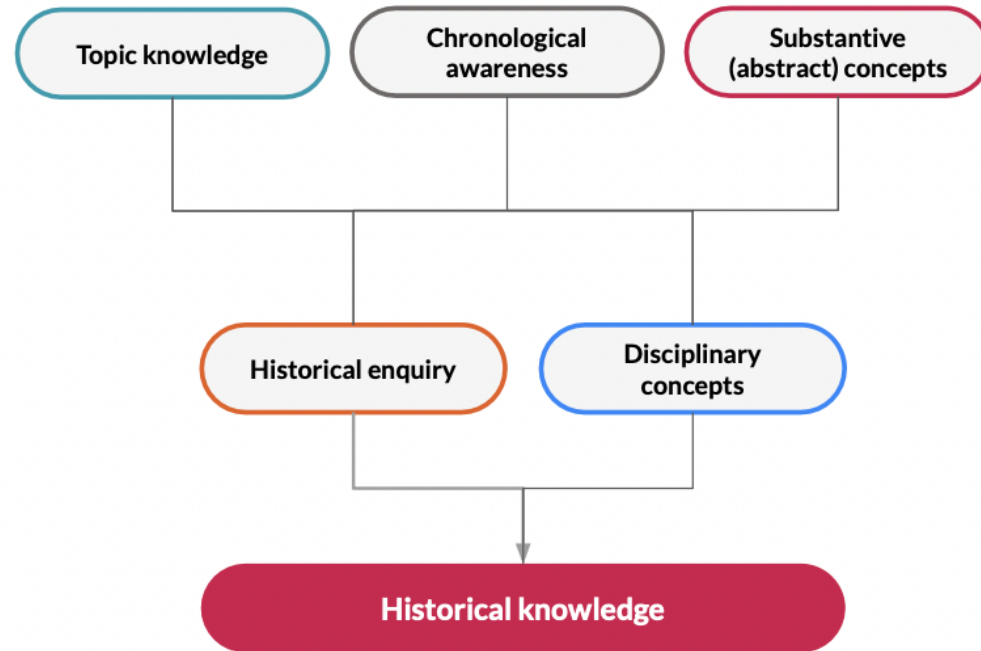 Topic knowledge
Chronological
awareness
Substantive
(abstract) concepts
Historical enquiry
Disciplinary
concepts
Historical knowledge